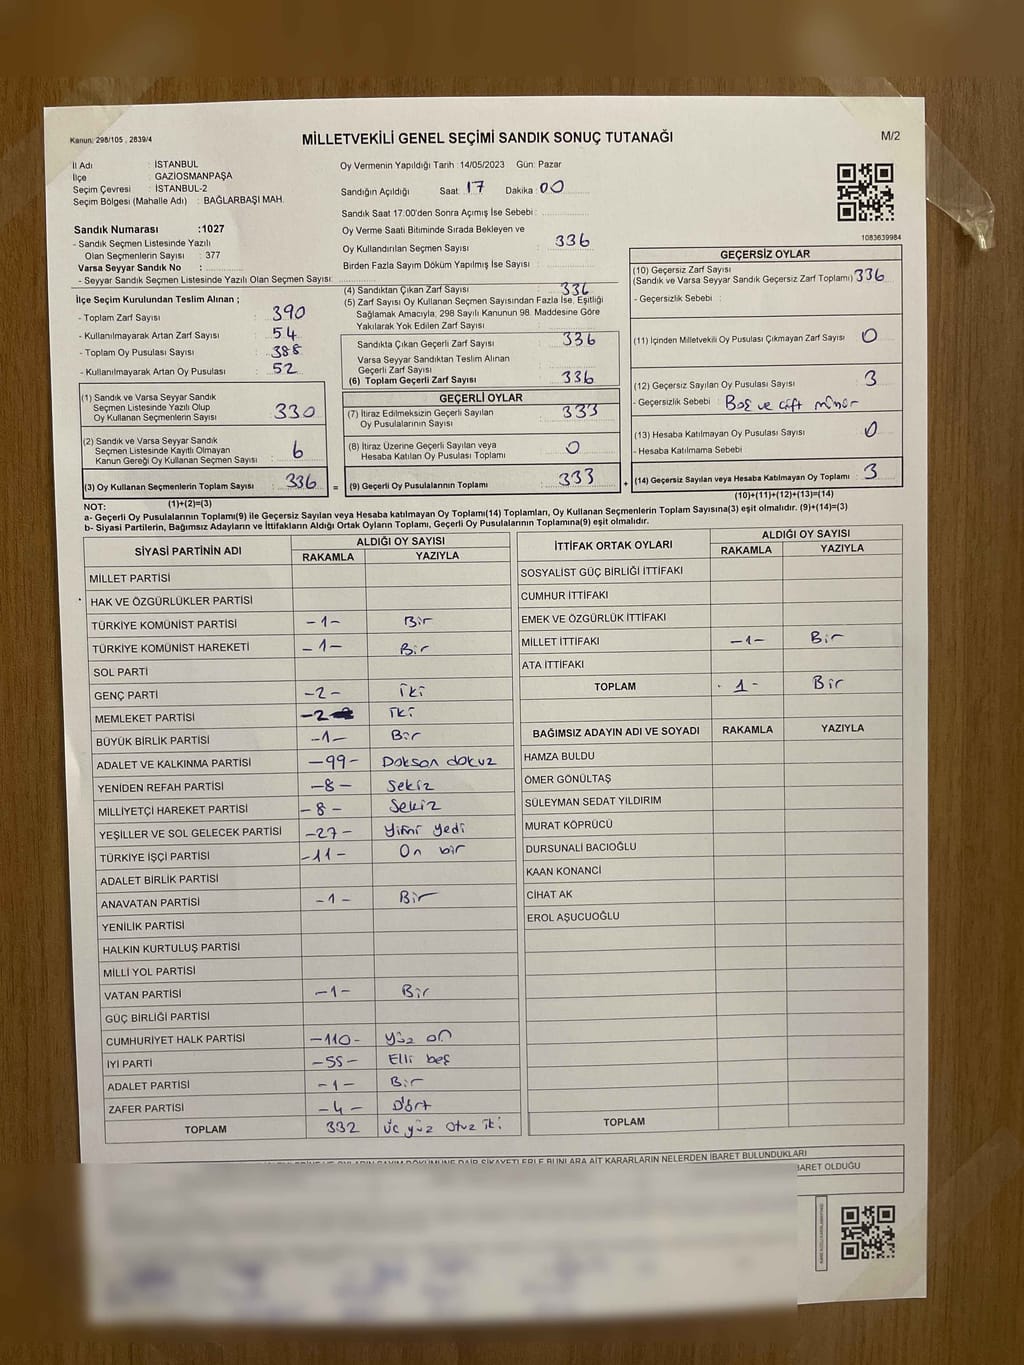 Kanun: 298/105 , 2839/4
MİLLETVEKİLİ GENEL SEÇİMİ SANDIK SONUÇ TUTANAĞI
M/2
İl Adı : İSTANBUL
İlçe : GAZİOSMANPAŞA
Seçim Çevresi : İSTANBUL-2
Seçim Bölgesi (Mahalle Adı) : BAĞLARBAŞI MAH.
Sandık Numarası :1027
- Sandık Seçmen Listesinde Yazılı
Olan Seçmenlerin Sayısı : 377
Varsa Seyyar Sandık No :
- Seyyar Sandık Seçmen Listesinde Yazılı Olan Seçmen Sayısı:
Oy Vermenin Yapıldığı Tarih :14/05/2023 Gün: Pazar
Sandığın Açıldığı Saat 17 Dakika 00
Sandık Saat 17:00'den Sonra Açımış İse Sebebi :
Oy Verme Saati Bitiminde Sırada Bekleyen ve
Oy Kullandırılan Seçmen Sayısı : 336
Birden Fazla Sayım Döküm Yapılmış İse Sayısı :
1083639984
İlçe Seçim Kurulundan Teslim Alınan ;
- Toplam Zarf Sayısı : 390
- Kullanılmayarak Artan Zarf Sayısı : 54
- Toplam Oy Pusulası Sayısı : 388
- Kullanılmayarak Artan Oy Pusulası : 52
(1) Sandık ve Varsa Seyyar Sandık
Seçmen Listesinde Yazılı Olup
Oy Kullanan Seçmenlerin Sayısı : 330
(2) Sandık ve Varsa Seyyar Sandık
Seçmen Listesinde Kayıtlı Olmayan
Kanun Gereği Oy Kullanan Seçmen Sayısı : 6
(3) Oy Kullanan Seçmenlerin Toplam Sayısı : 336
(1)+(2)=(3)
(4) Sandıktan Çıkan Zarf Sayısı : 336
(5) Zarf Sayısı Oy Kullanan Seçmen Sayısından Fazla İse, Eşitliği
Sağlamak Amacıyla, 298 Sayılı Kanunun 98. Maddesine Göre
Yakılarak Yok Edilen Zarf Sayısı :
Sandıkta Çıkan Geçerli Zarf Sayısı : 336
Varsa Seyyar Sandıktan Teslim Alınan
Geçerli Zarf Sayısı :
(6) Toplam Geçerli Zarf Sayısı : 336
GEÇERLİ OYLAR
(7) İtiraz Edilmeksizin Geçerli Sayılan
Oy Pusulalarının Sayısı : 333
(8) İtiraz Üzerine Geçerli Sayılan veya
Hesaba Katılan Oy Pusulası Toplamı : 0
= (9) Geçerli Oy Pusulalarının Toplamı : 333 +
GEÇERSİZ OYLAR
(10) Geçersiz Zarf Sayısı
(Sandık ve Varsa Seyyar Sandık Geçersiz Zarf Toplamı) 336
- Geçersizlik Sebebi :
(11) İçinden Milletvekili Oy Pusulası Çıkmayan Zarf Sayısı : 0
(12) Geçersiz Sayılan Oy Pusulası Sayısı : 3
- Geçersizlik Sebebi : Boş ve çift mühür
(13) Hesaba Katılmayan Oy Pusulası Sayısı : 0
- Hesaba Katılmama Sebebi
(14) Geçersiz Sayılan veya Hesaba Katılmayan Oy Toplamı : 3
(10)+(11)+(12)+(13)=(14)
NOT:
a- Geçerli Oy Pusulalarının Toplamı(9) ile Geçersiz Sayılan veya Hesaba katılmayan Oy Toplamı(14) Toplamları, Oy Kullanan Seçmenlerin Toplam Sayısına(3) eşit olmalıdır. (9)+(14)=(3)
b- Siyasi Partilerin, Bağımsız Adayların ve İttifakların Aldığı Ortak Oyların Toplamı, Geçerli Oy Pusulalarının Toplamına(9) eşit olmalıdır.
SİYASİ PARTİNİN ADI ALDIĞI OY SAYISI
RAKAMLA YAZIYLA
MİLLET PARTİSİ
HAK VE ÖZGÜRLÜKLER PARTİSİ
TÜRKİYE KOMÜNİST PARTİSİ -1- Bir
TÜRKİYE KOMÜNİST HAREKETİ -1- Bir
SOL PARTİ
GENÇ PARTİ -2- iki
MEMLEKET PARTİSİ -2 iki
BÜYÜK BİRLİK PARTİSİ -1- Bir
ADALET VE KALKINMA PARTİSİ -99- Doksan dokuz
YENİDEN REFAH PARTİSİ -8- Sekiz
MİLLİYETÇİ HAREKET PARTİSİ -8- Sekiz
YEŞİLLER VE SOL GELECEK PARTİSİ -27- Yirmi yedi
TÜRKİYE İŞÇİ PARTİSİ -11- On bir
ADALET BİRLİK PARTİSİ
ANAVATAN PARTİSİ -1- Bir
YENİLİK PARTİSİ
HALKIN KURTULUŞ PARTİSİ
MİLLİ YOL PARTİSİ
VATAN PARTİSİ -1- Bir
GÜÇ BİRLİĞİ PARTİSİ
CUMHURİYET HALK PARTİSİ -110- yüz on
İYİ PARTİ -55- Elli beş
ADALET PARTİSİ -1- Bir
ZAFER PARTİSİ -4- Dört
TOPLAM 332 üç yüz otuz iki
İTTİFAK ORTAK OYLARI ALDIĞI OY SAYISI
RAKAMLA YAZIYLA
SOSYALİST GÜÇ BİRLİĞİ İTTİFAKI
CUMHUR İTTİFAKI
EMEK VE ÖZGÜRLÜK İTTİFAKI
MİLLET İTTİFAKI -1- Bir
ATA İTTİFAKI
TOPLAM 1- Bir
BAĞIMSIZ ADAYIN ADI VE SOYADI RAKAMLA YAZIYLA
HAMZA BULDU
ÖMER GÖNÜLTAŞ
SÜLEYMAN SEDAT YILDIRIM
MURAT KÖPRÜCÜ
DURSUNALİ BACIOĞLU
KAAN KONANCİ
CİHAT AK
EROL AŞUCUOĞLU
TOPLAM
DAİR ŞİKAYETLERLE BUNLARA AİT KARARLARIN NELERDEN İBARET BULUNDUKLARI
BARET OLDUĞU